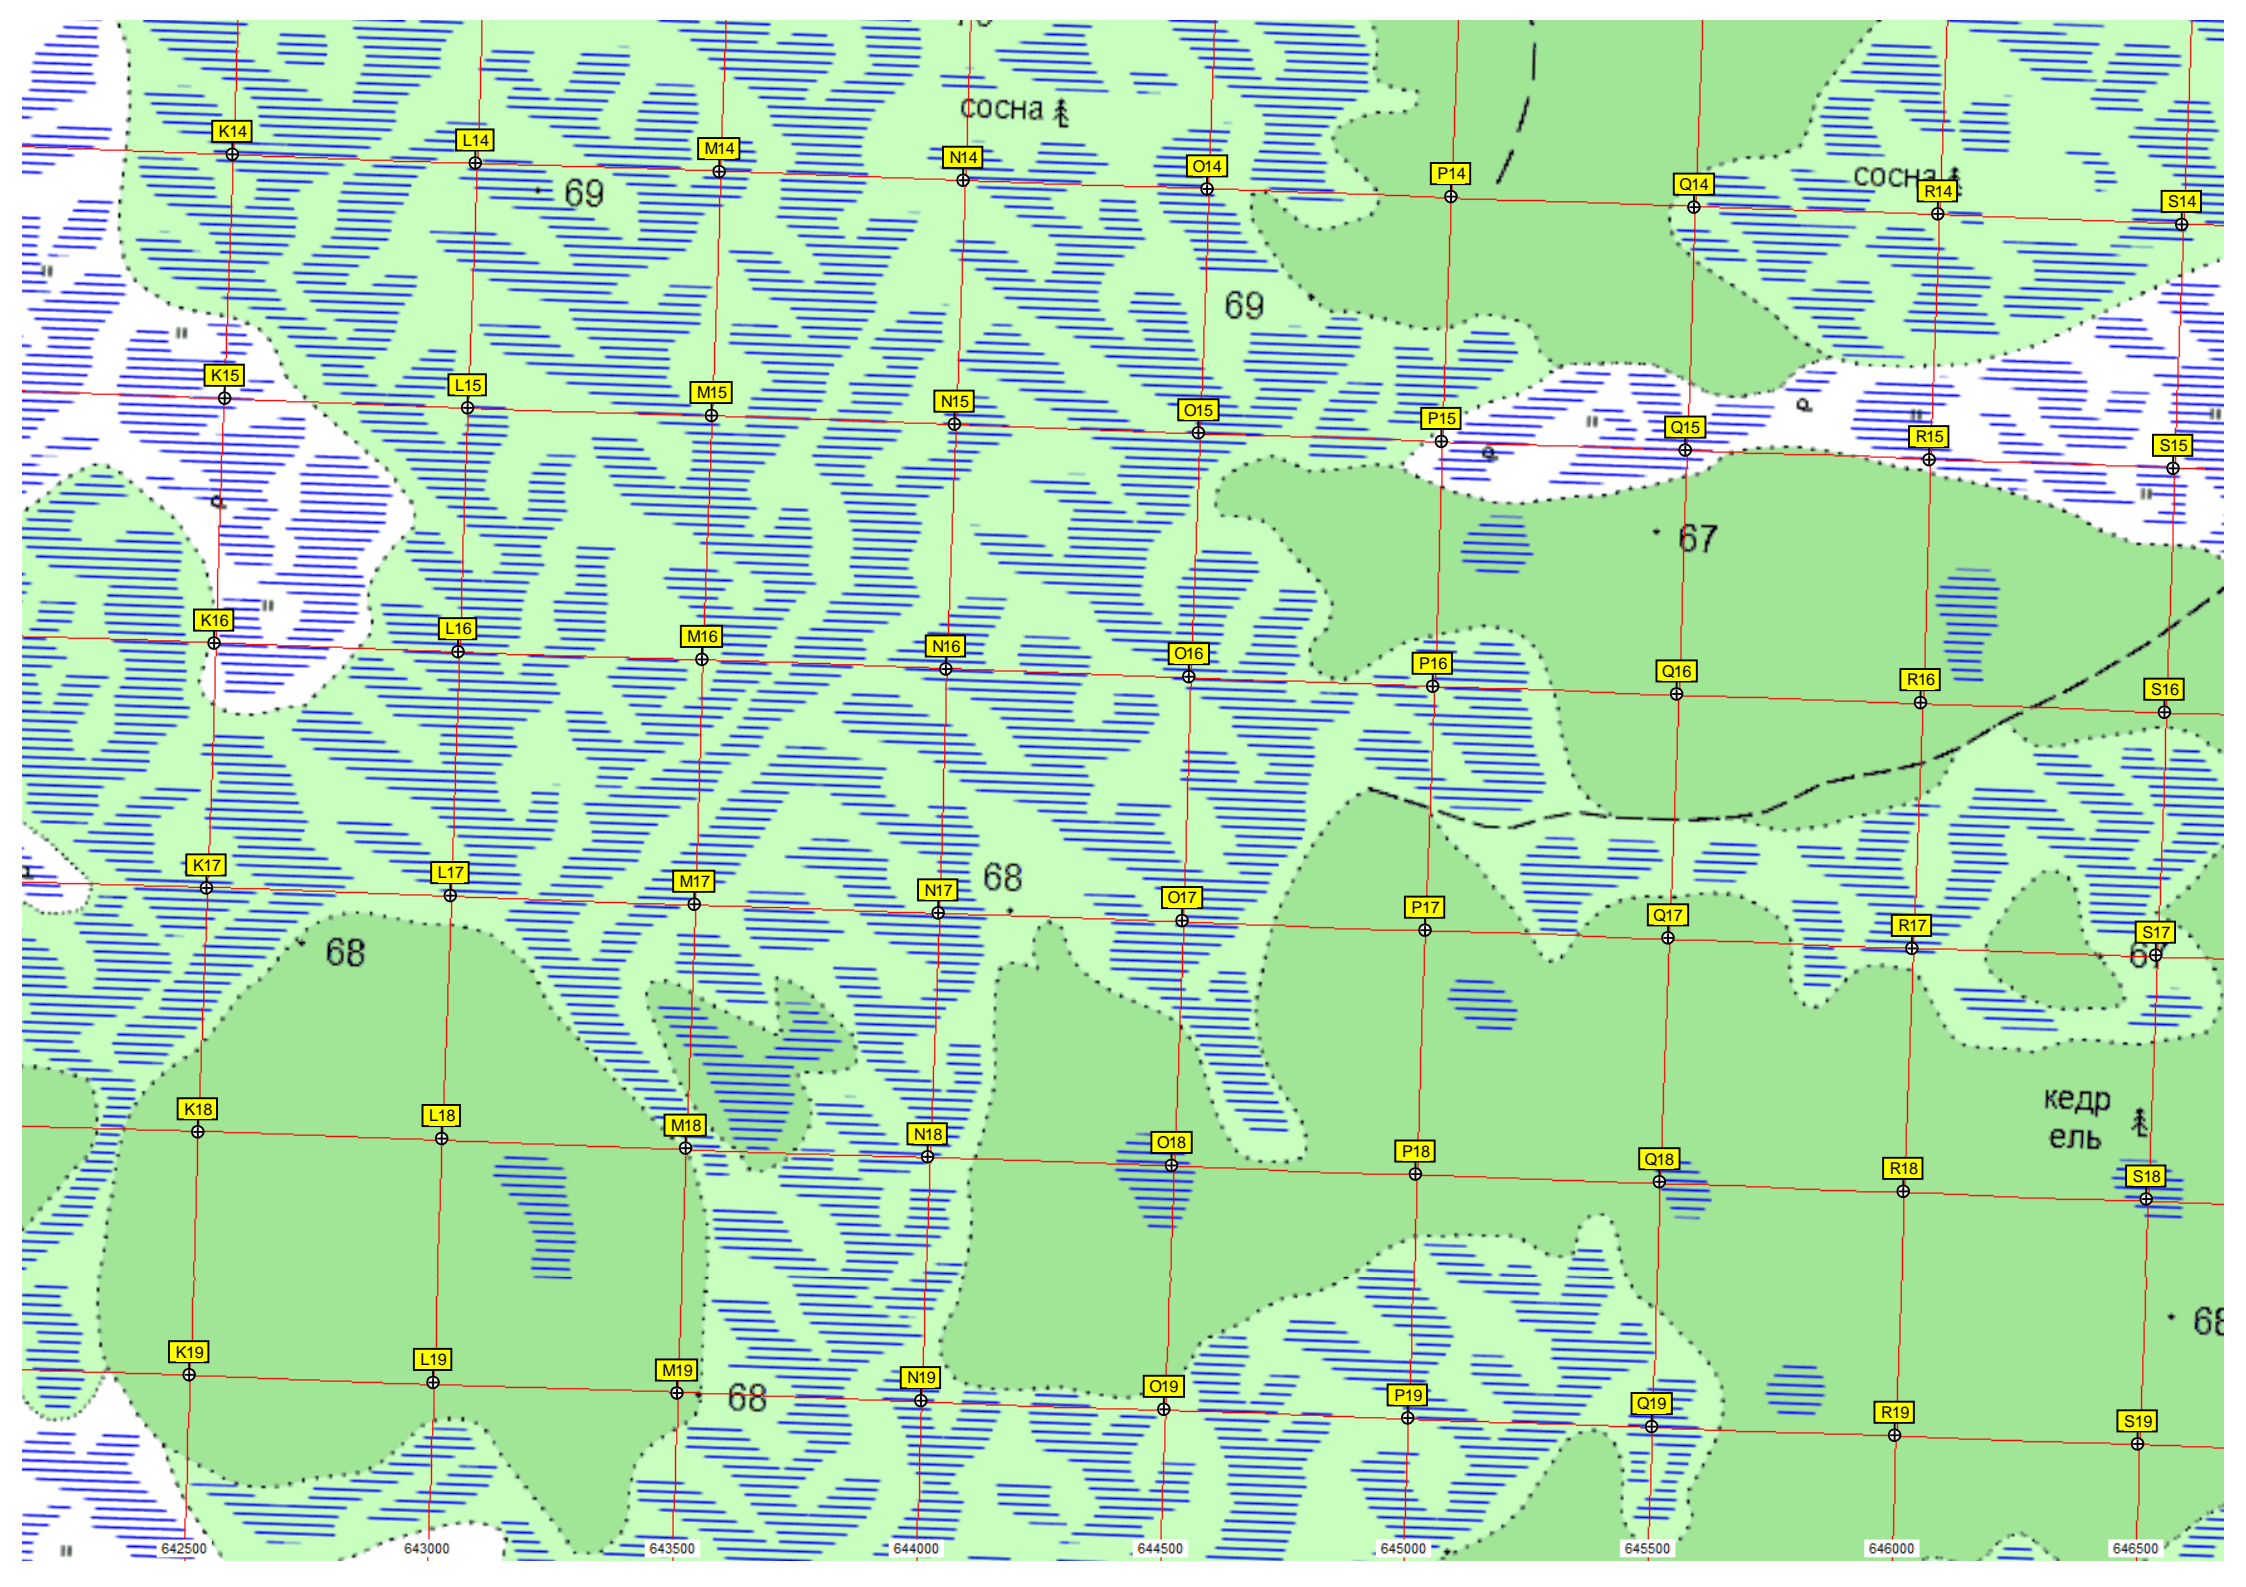 сосна
K14 L14 M14 N14 O14 P14 Q14 R14 S14
сосна
69
69
K15 L15 M15 N15 O15 P15 Q15 R15 S15
67
K16 L16 M16 N16 O16 P16 Q16 R16 S16
K17 L17 M17 N17 O17 P17 Q17 R17 S17
68
68
кедр
ель
K18 L18 M18 N18 O18 P18 Q18 R18 S18
68
K19 L19 M19 N19 O19 P19 Q19 R19 S19
68
642500 643000 643500 644000 644500 645000 645500 646000 646500